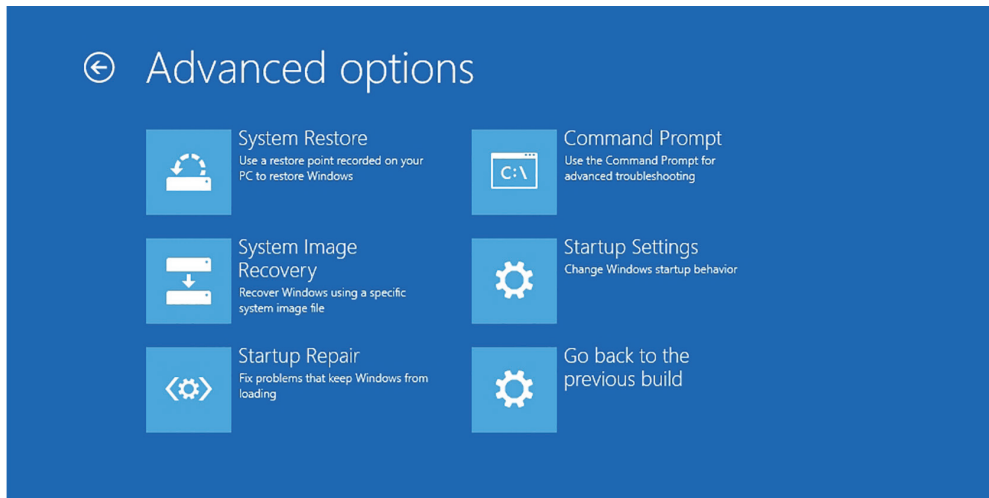 Advanced options
System Restore
Use a restore point recorded on your
PC to restore Windows
System Image
Recovery
Recover Windows using a specific
system image file
Startup Repair
Fix problems that keep Windows from
loading
C:\
Command Prompt
Use the Command Prompt for
advanced troubleshooting
Startup Settings
Change Windows startup behavior
Go back to the
previous build